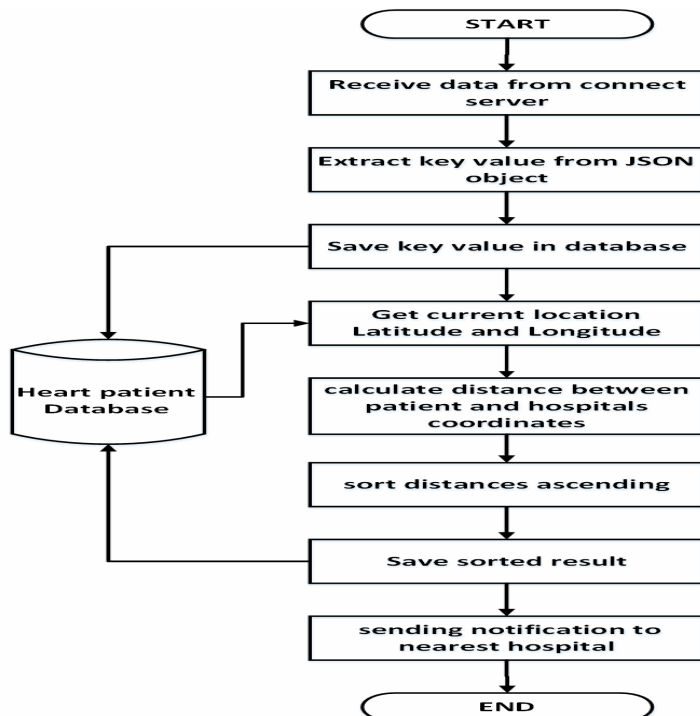 START
Receive data from connect
server
Extract key value from JSON
object
Save key value in database
Get current location
Latitude and Longitude
Heart patient
Database
calculate distance between
patient and hospitals
coordinates
sort distances ascending
Save sorted result
sending notification to
nearest hospital
END